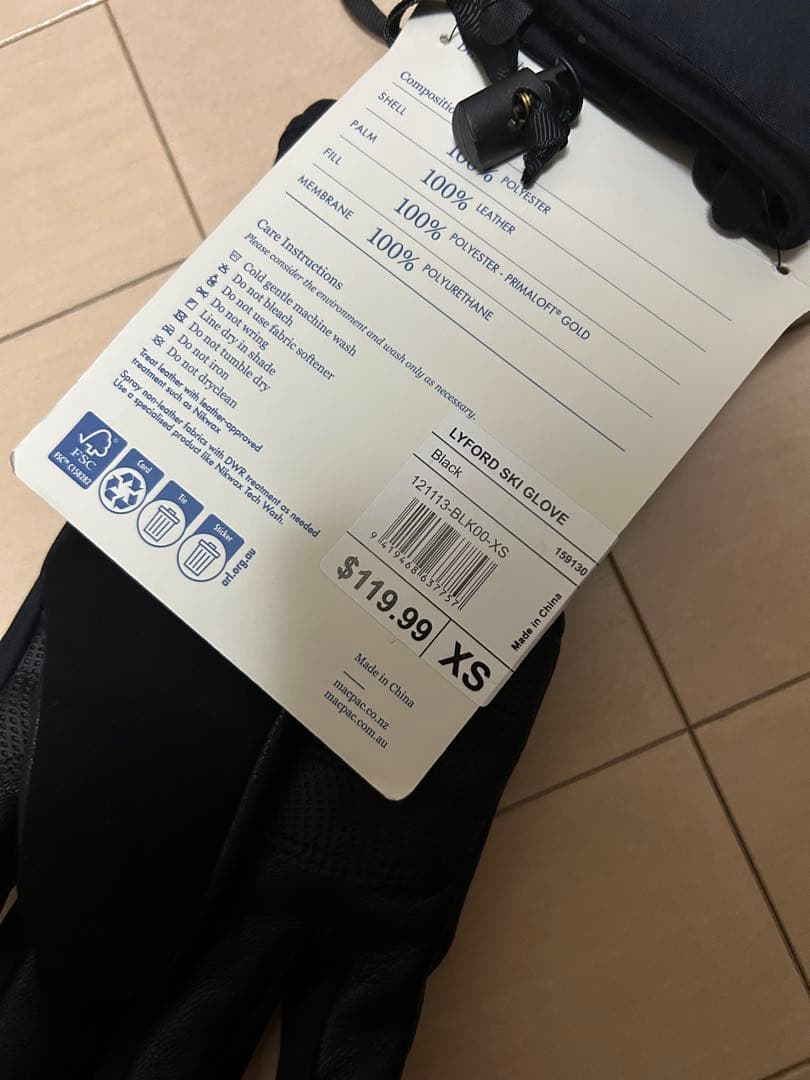 Composition
SHELL 100% POLYESTER
PALM 100% LEATHER
FILL 100% POLYESTER - PRIMALOFT® GOLD
MEMBRANE 100% POLYURETHANE
Care Instructions
Please consider the environment and wash only as necessary.
Cold gentle machine wash
Do not bleach
Do not use fabric softener
Do not wring
Line dry in shade
Do not tumble dry
Do not iron
Do not dryclean
Treat leather with leather-approved
treatment such as Nikwax
Spray non-leather fabrics with DWR treatment as needed
Use a specialised product like Nikwax Tech Wash.
FSC
FSC™ C158282
Card
Tie
Sticker
arl.org.au
LYFORD SKI GLOVE
Black
121113-BLK00-XS
159130
9 419468 637757
Made in China
$119.99
XS
Made in China
macpac.co.nz
macpac.com.au